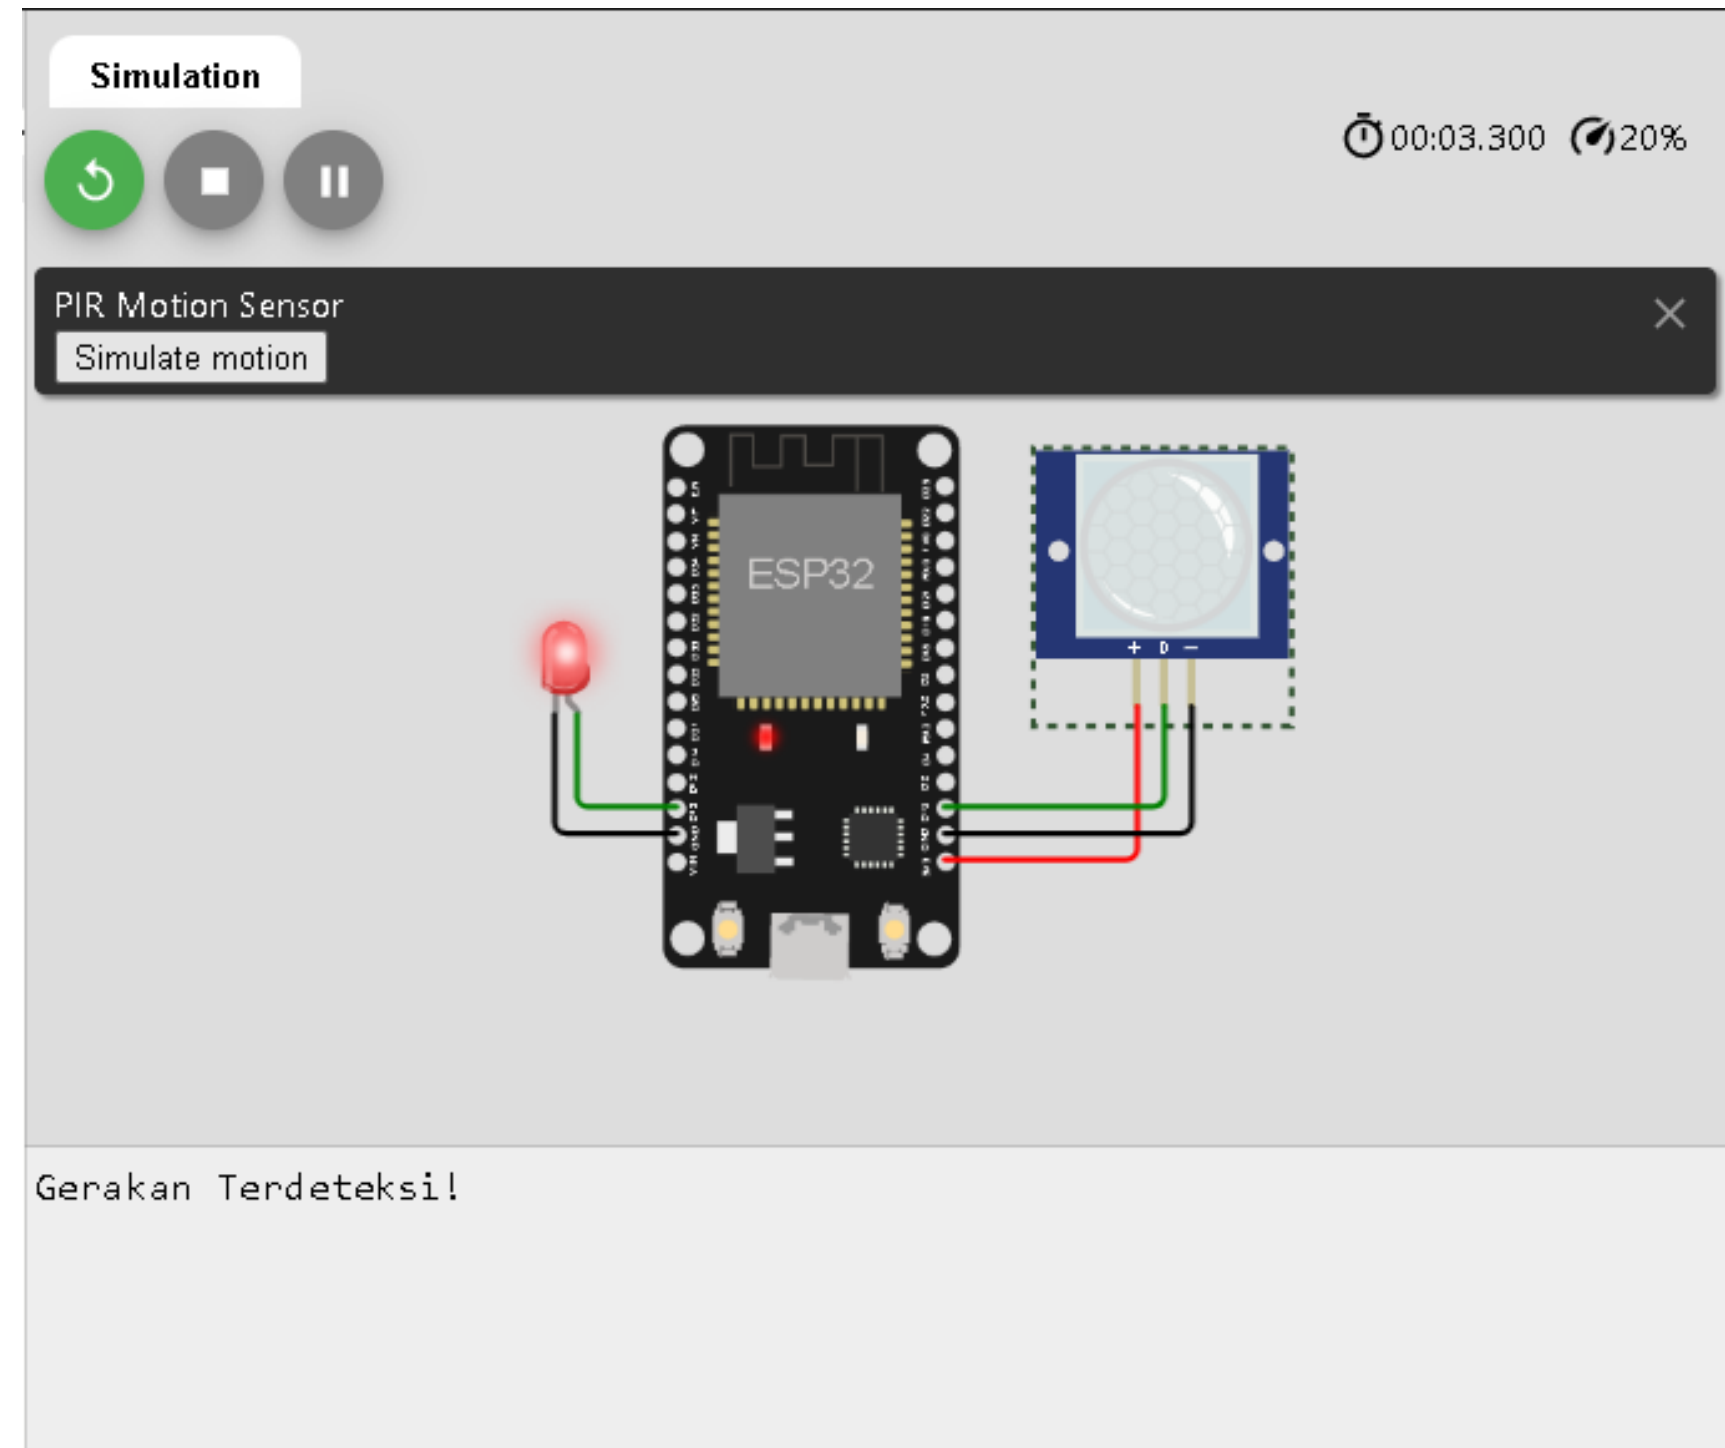 Simulation
00:03.300 20%
PIR Motion Sensor
Simulate motion
ESP32
+ D −
Gerakan Terdeteksi!